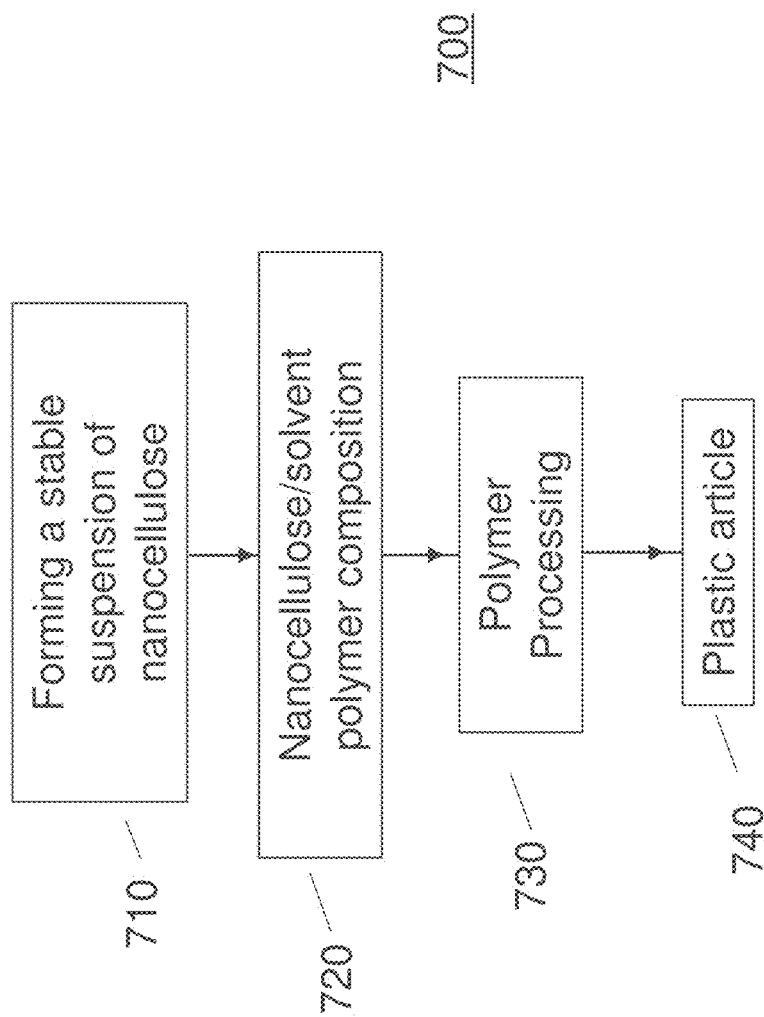 700
710
Forming a stable
suspension of
nanocellulose
720
Nanocellulose/solvent
polymer composition
730
Polymer
Processing
740
Plastic article